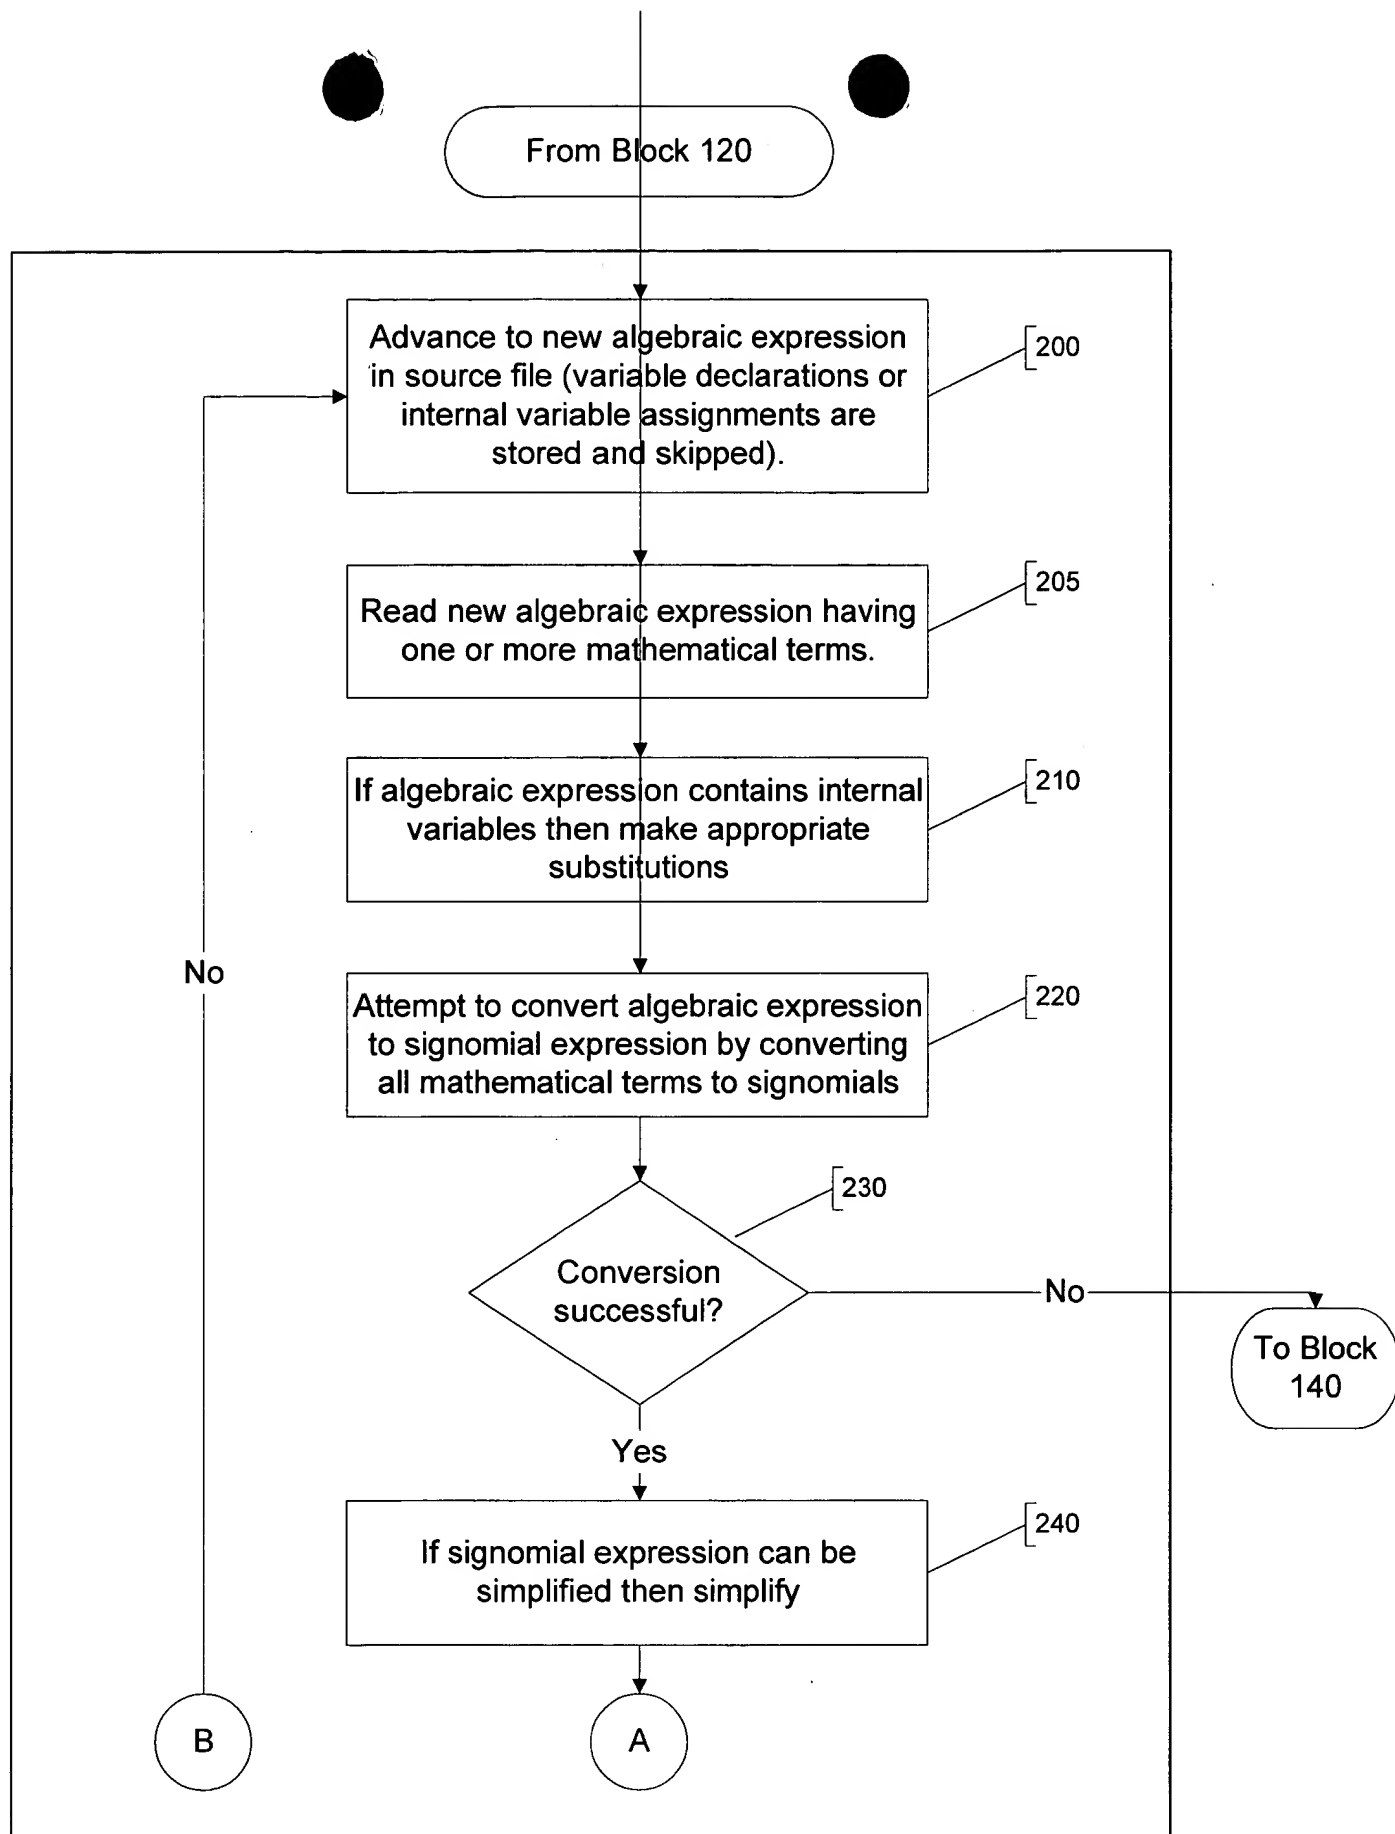 From Block 120
Advance to new algebraic expression
in source file (variable declarations or
internal variable assignments are
stored and skipped).
200
Read new algebraic expression having
one or more mathematical terms.
205
If algebraic expression contains internal
variables then make appropriate
substitutions
210
No
Attempt to convert algebraic expression
to signomial expression by converting
all mathematical terms to signomials
220
230
Conversion
successful?
No
To Block
140
Yes
If signomial expression can be
simplified then simplify
240
B
A